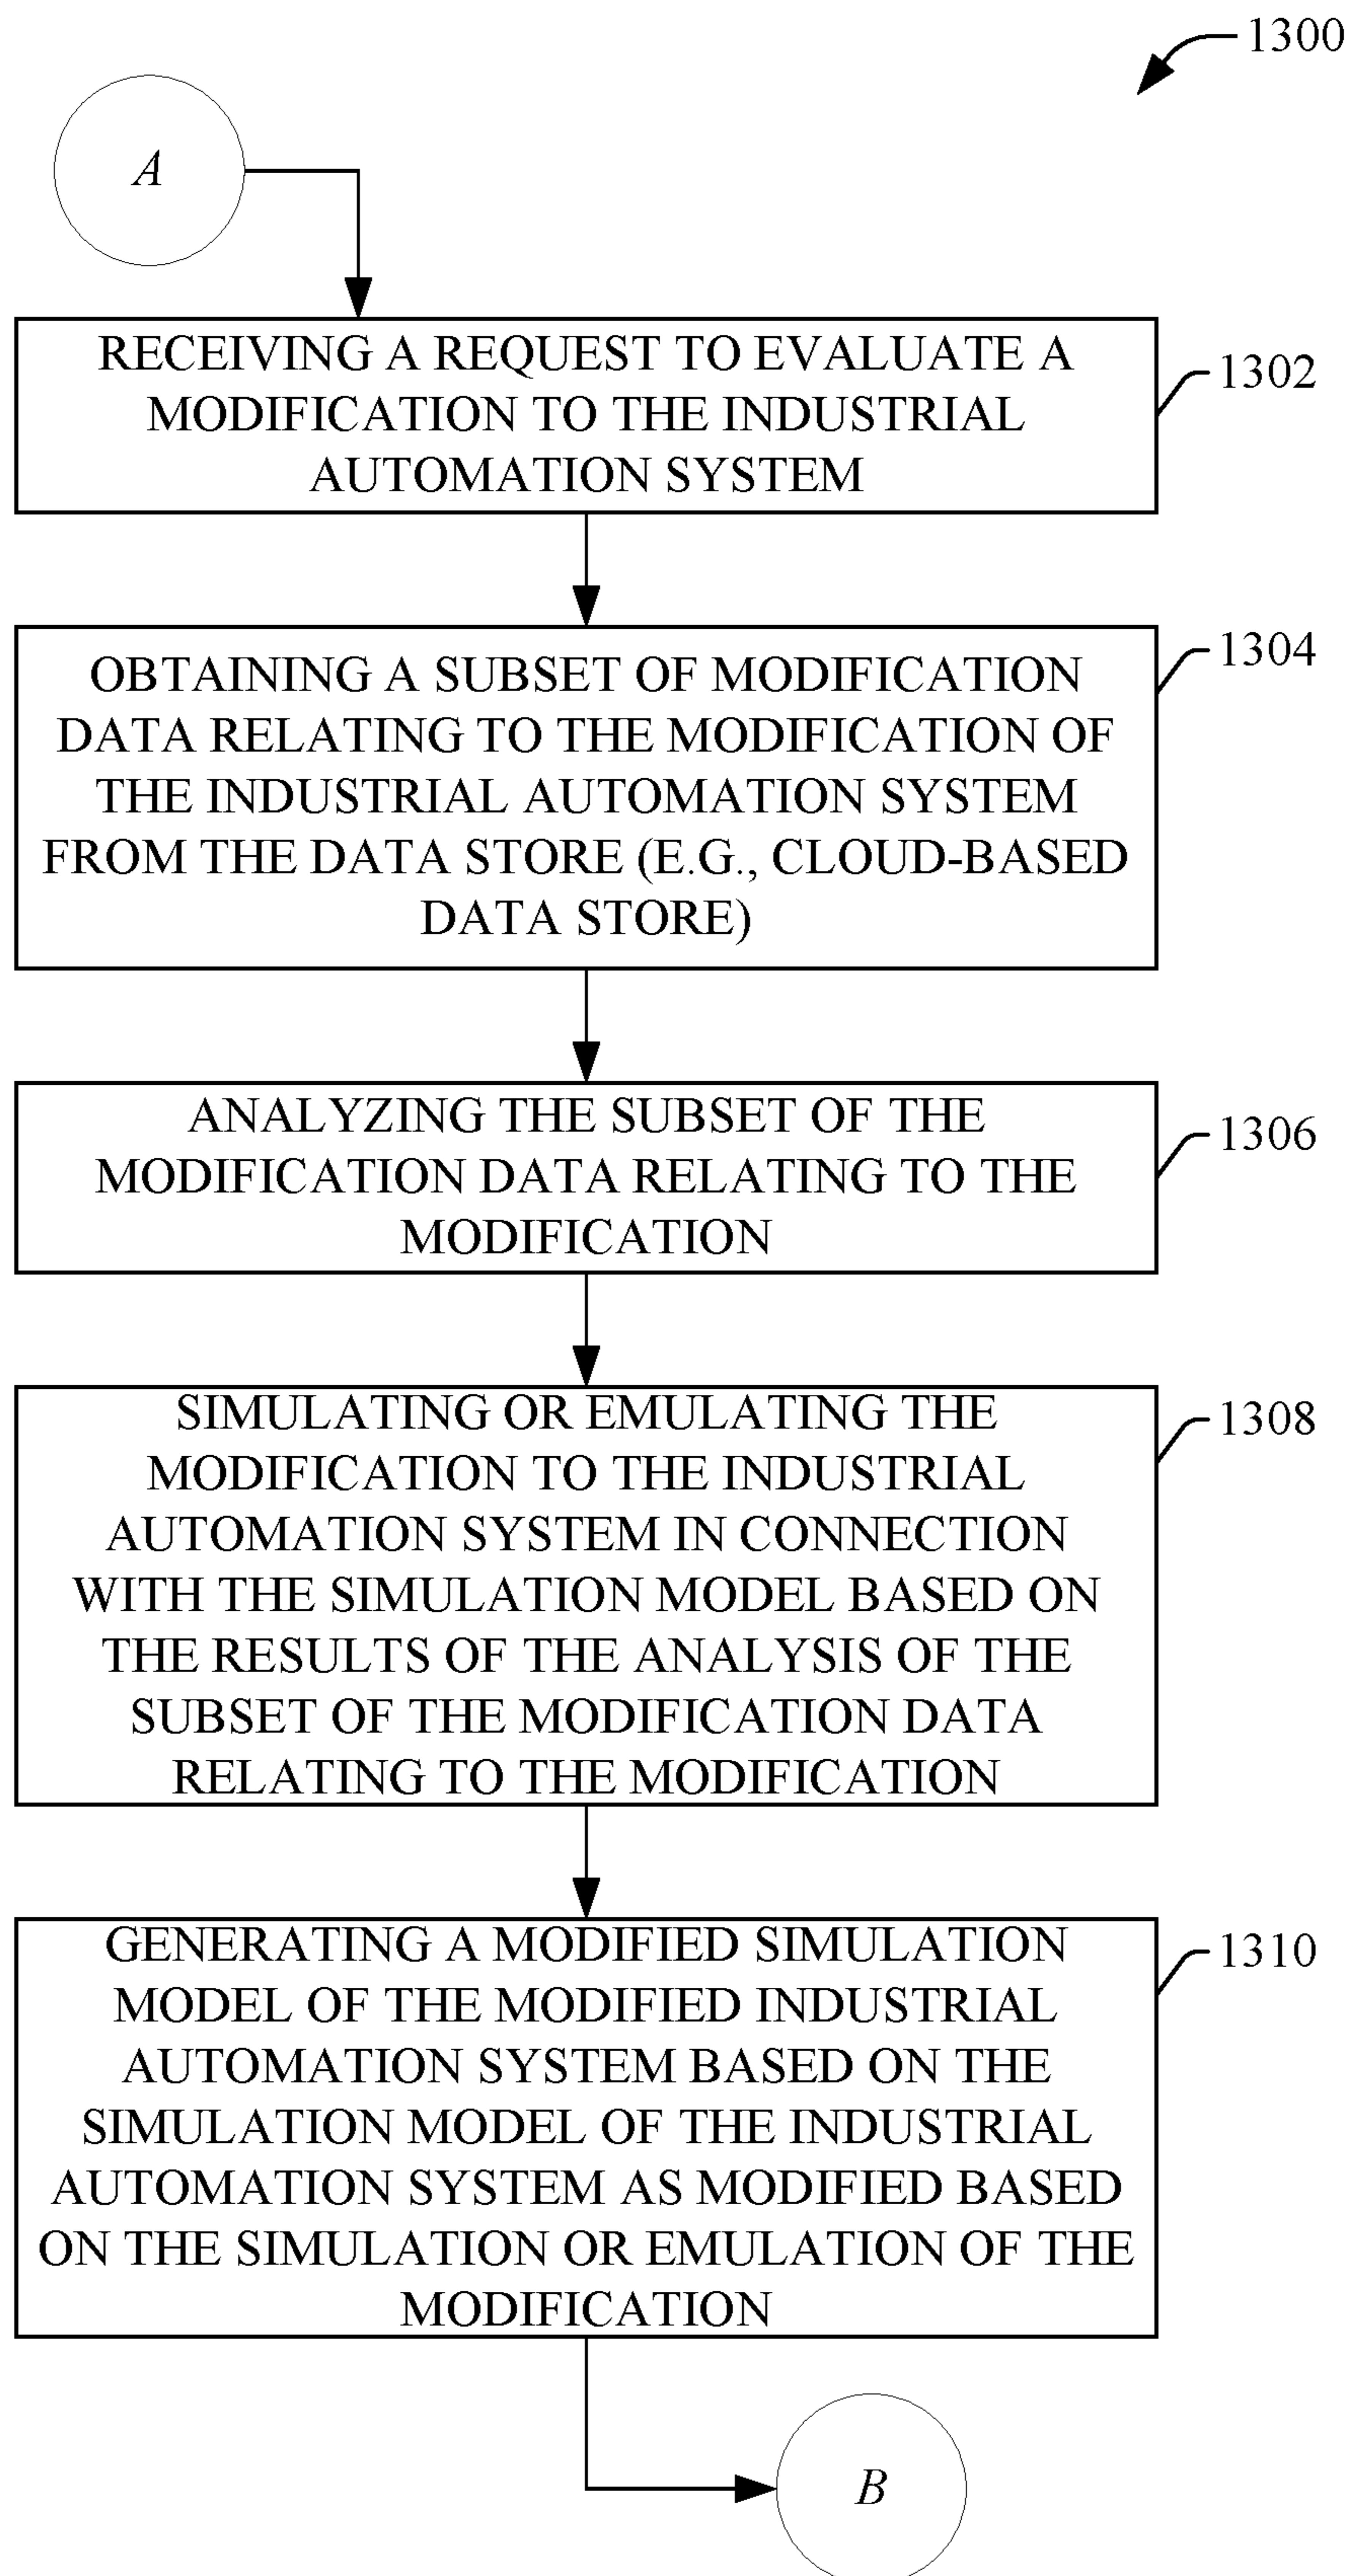 1300
A
RECEIVING A REQUEST TO EVALUATE A
MODIFICATION TO THE INDUSTRIAL
AUTOMATION SYSTEM
1302
OBTAINING A SUBSET OF MODIFICATION
DATA RELATING TO THE MODIFICATION OF
THE INDUSTRIAL AUTOMATION SYSTEM
FROM THE DATA STORE (E.G., CLOUD-BASED
DATA STORE)
1304
ANALYZING THE SUBSET OF THE
MODIFICATION DATA RELATING TO THE
MODIFICATION
1306
SIMULATING OR EMULATING THE
MODIFICATION TO THE INDUSTRIAL
AUTOMATION SYSTEM IN CONNECTION
WITH THE SIMULATION MODEL BASED ON
THE RESULTS OF THE ANALYSIS OF THE
SUBSET OF THE MODIFICATION DATA
RELATING TO THE MODIFICATION
1308
GENERATING A MODIFIED SIMULATION
MODEL OF THE MODIFIED INDUSTRIAL
AUTOMATION SYSTEM BASED ON THE
SIMULATION MODEL OF THE INDUSTRIAL
AUTOMATION SYSTEM AS MODIFIED BASED
ON THE SIMULATION OR EMULATION OF THE
MODIFICATION
1310
B